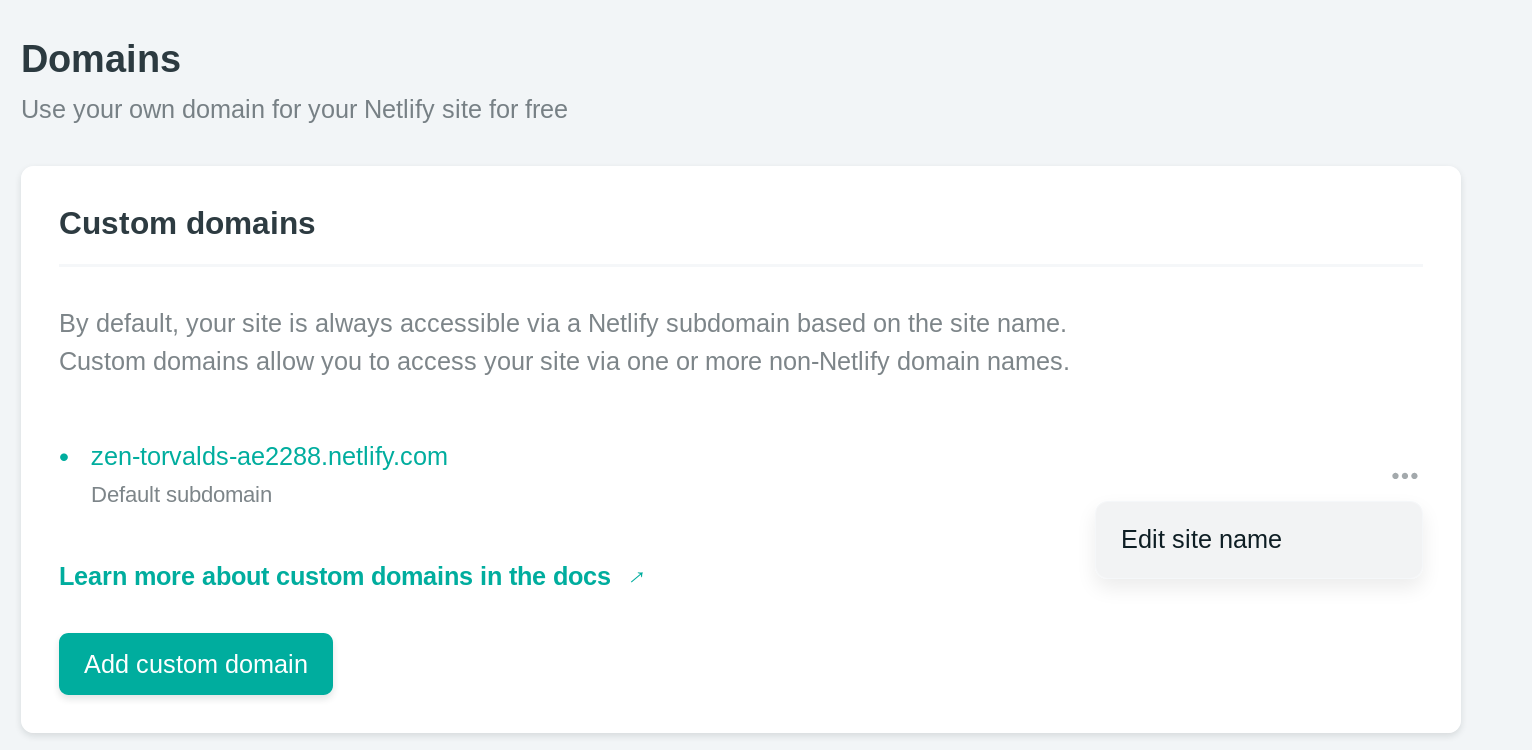 Domains
Use your own domain for your Netlify site for free
Custom domains
By default, your site is always accessible via a Netlify subdomain based on the site name.
Custom domains allow you to access your site via one or more non-Netlify domain names.
• zen-torvalds-ae2288.netlify.com
Default subdomain
•••
Edit site name
Learn more about custom domains in the docs →
Add custom domain